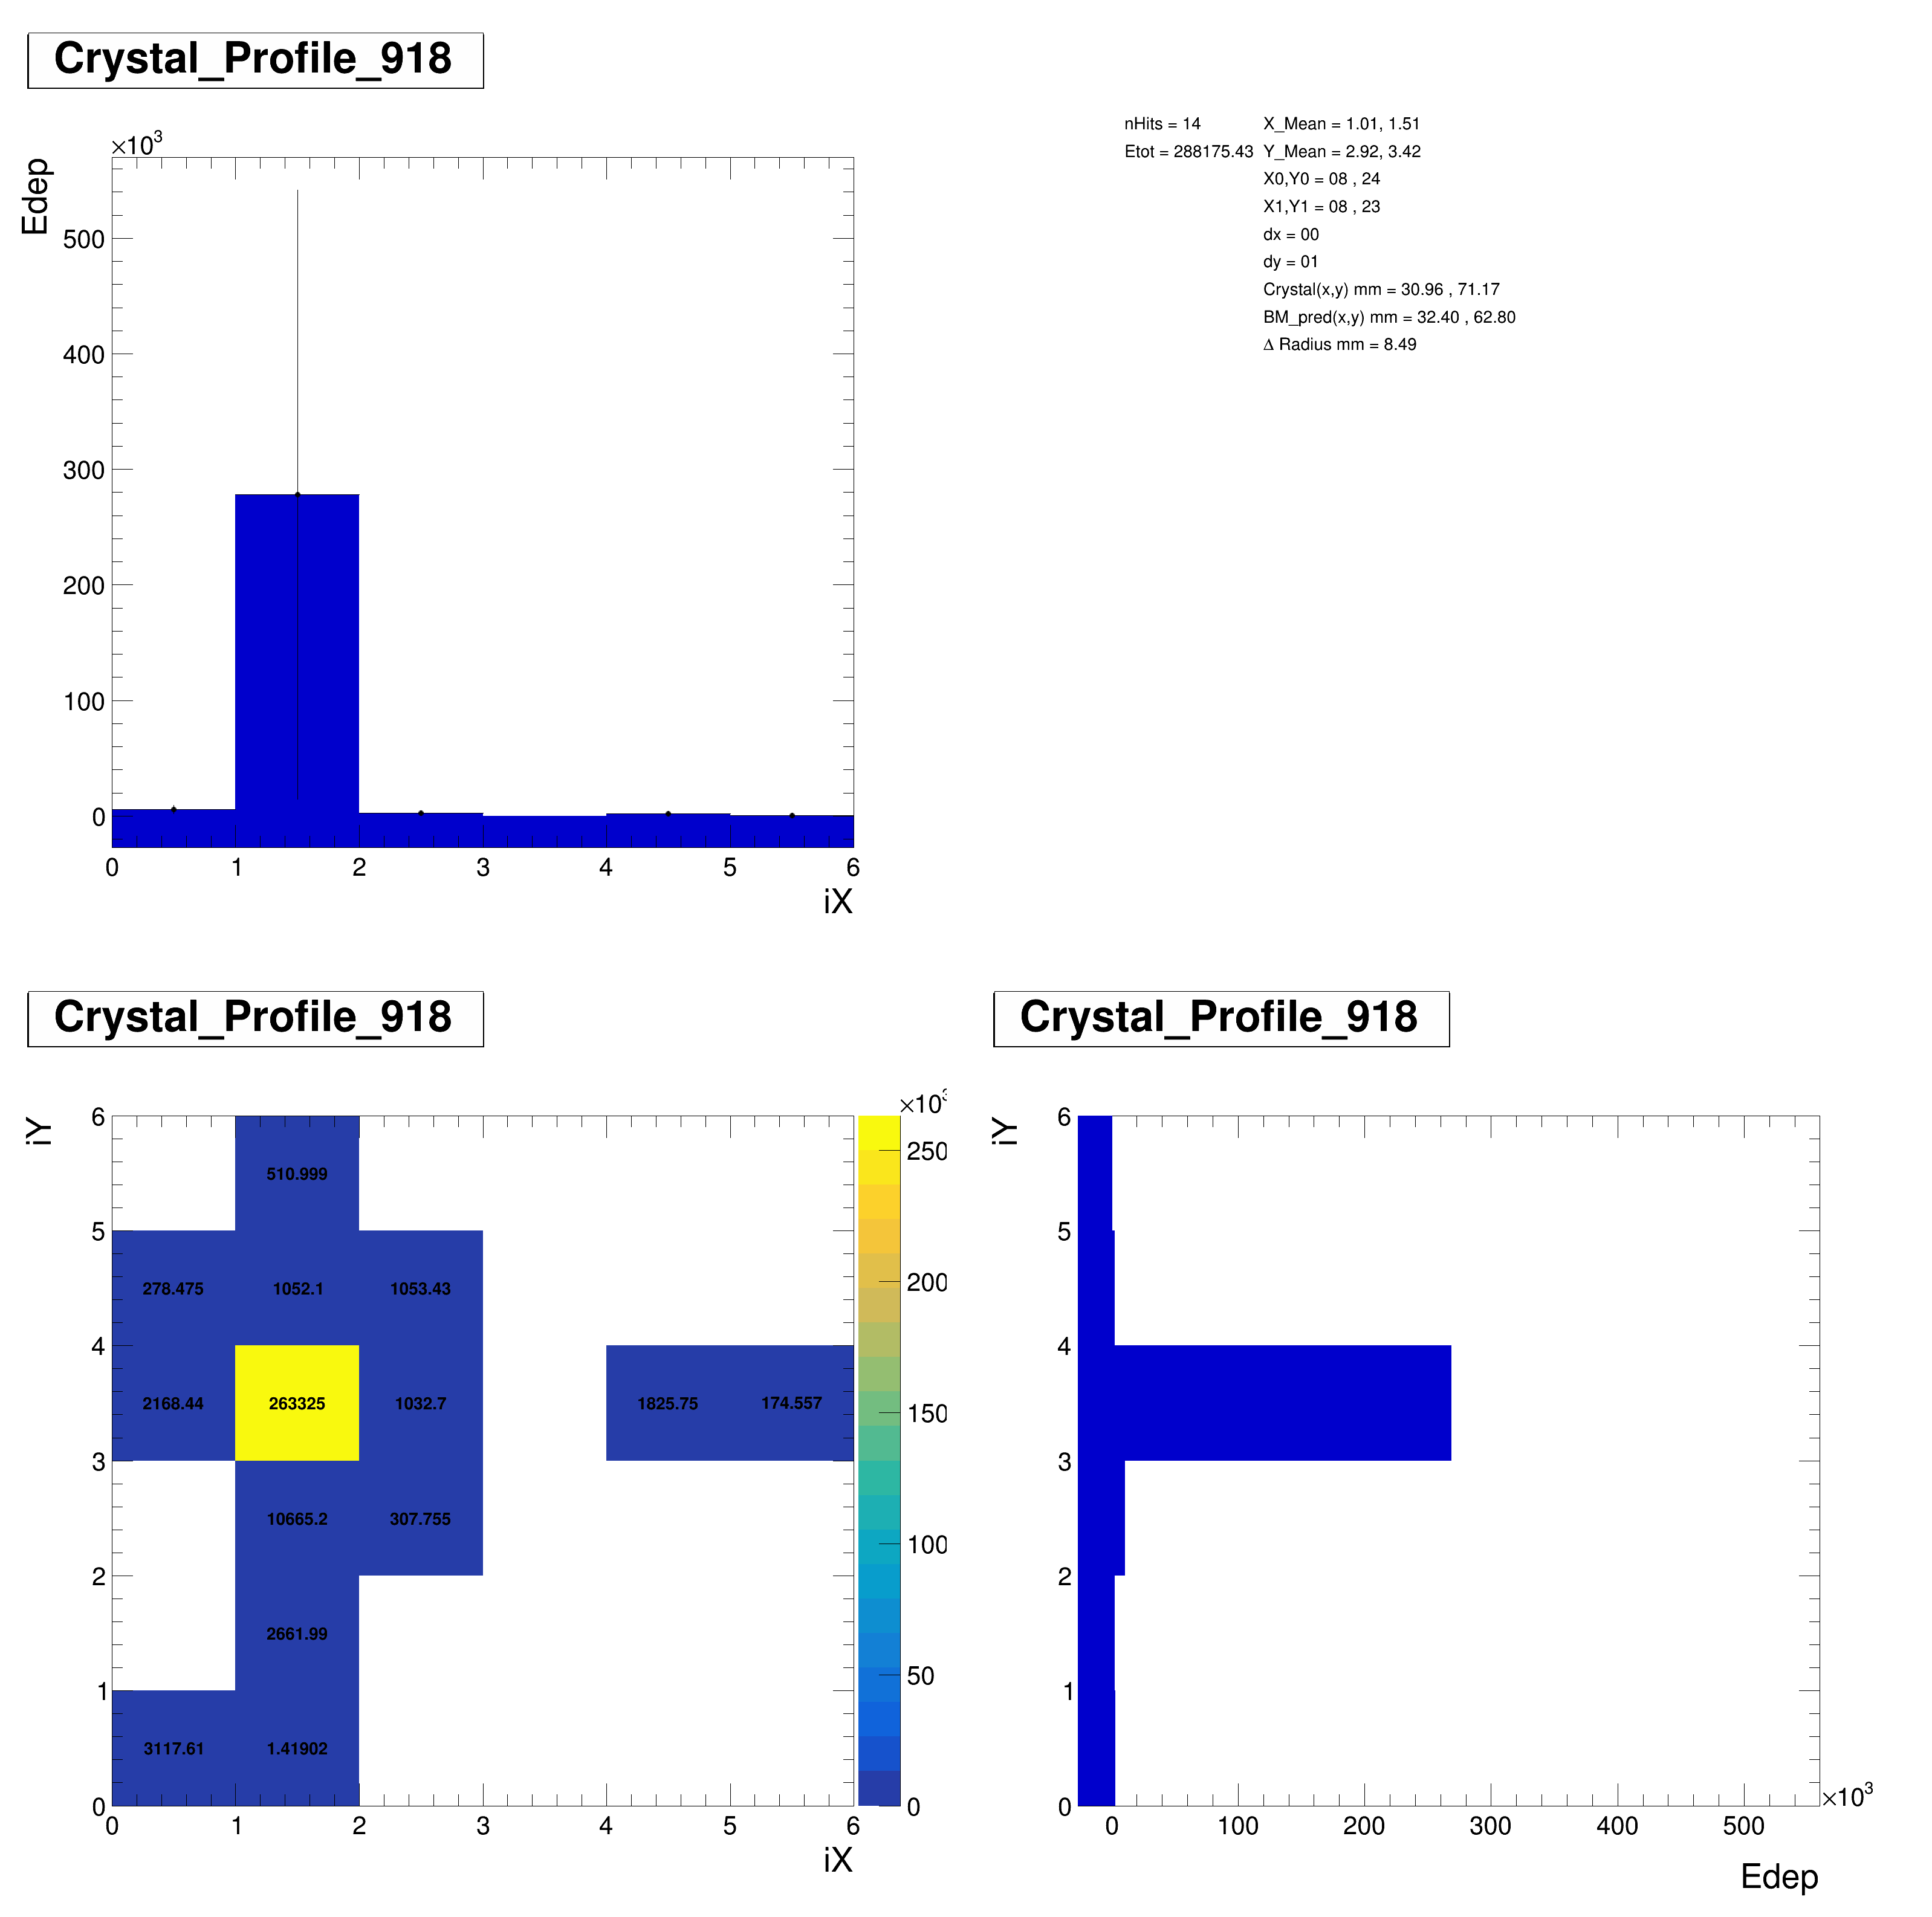 Crystal_Profile_918
×10³
Edep
500
400
300
200
100
0
0 1 2 3 4 5 6
iX
nHits = 14 X_Mean = 1.01, 1.51
Etot = 288175.43 Y_Mean = 2.92, 3.42
X0,Y0 = 08 , 24
X1,Y1 = 08 , 23
dx = 00
dy = 01
Crystal(x,y) mm = 30.96 , 71.17
BM_pred(x,y) mm = 32.40 , 62.80
Δ Radius mm = 8.49
Crystal_Profile_918
×10³
iY
6
5
4
3
2
1
0
510.999
278.475 1052.1 1053.43
2168.44 263325 1032.7 1825.75 174.557
10665.2 307.755
2661.99
3117.61 1.41902
0 1 2 3 4 5 6
iX
250
200
150
100
50
0
Crystal_Profile_918
iY
6
5
4
3
2
1
0
0 100 200 300 400 500
×10³
Edep